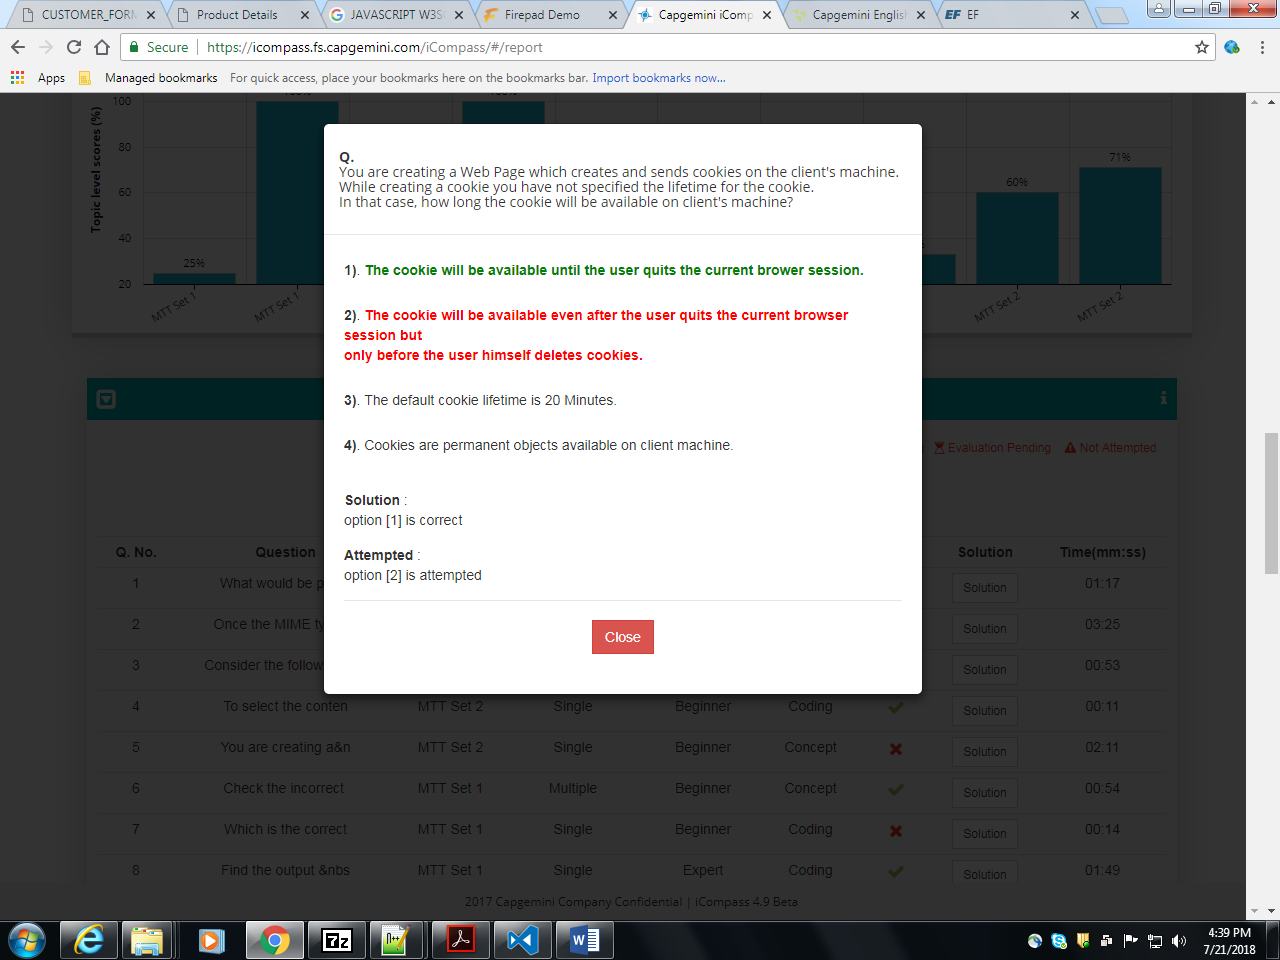 CUSTOMER_FORM
Product Details
JAVASCRIPT W3S
Firepad Demo
Capgemini iComp
Capgemini English
EF EF
Secure
https://icompass.fs.capgemini.com/iCompass/#/report
Apps Managed bookmarks For quick access, place your bookmarks here on the bookmarks bar. Import bookmarks now...
Topic level scores (%)
100
80
60
40
20
25%
60%
71%
MTT Set 1
MTT Set 1
MTT Set 2
MTT Set 2
Q.
You are creating a Web Page which creates and sends cookies on the client's machine.
While creating a cookie you have not specified the lifetime for the cookie.
In that case, how long the cookie will be available on client's machine?
1). The cookie will be available until the user quits the current brower session.
2). The cookie will be available even after the user quits the current browser
session but
only before the user himself deletes cookies.
3). The default cookie lifetime is 20 Minutes.
4). Cookies are permanent objects available on client machine.
Solution :
option [1] is correct
Attempted :
option [2] is attempted
Close
Evaluation Pending Not Attempted
Q. No. Question Solution Time(mm:ss)
1 What would be p Solution 01:17
2 Once the MIME ty Solution 03:25
3 Consider the follow Solution 00:53
4 To select the conten MTT Set 2 Single Beginner Coding Solution 00:11
5 You are creating a&n MTT Set 2 Single Beginner Concept Solution 02:11
6 Check the incorrect MTT Set 1 Multiple Beginner Concept Solution 00:54
7 Which is the correct MTT Set 1 Single Beginner Coding Solution 00:14
8 Find the output &nbs MTT Set 1 Single Expert Coding Solution 01:49
2017 Capgemini Company Confidential | iCompass 4.9 Beta
4:39 PM
7/21/2018